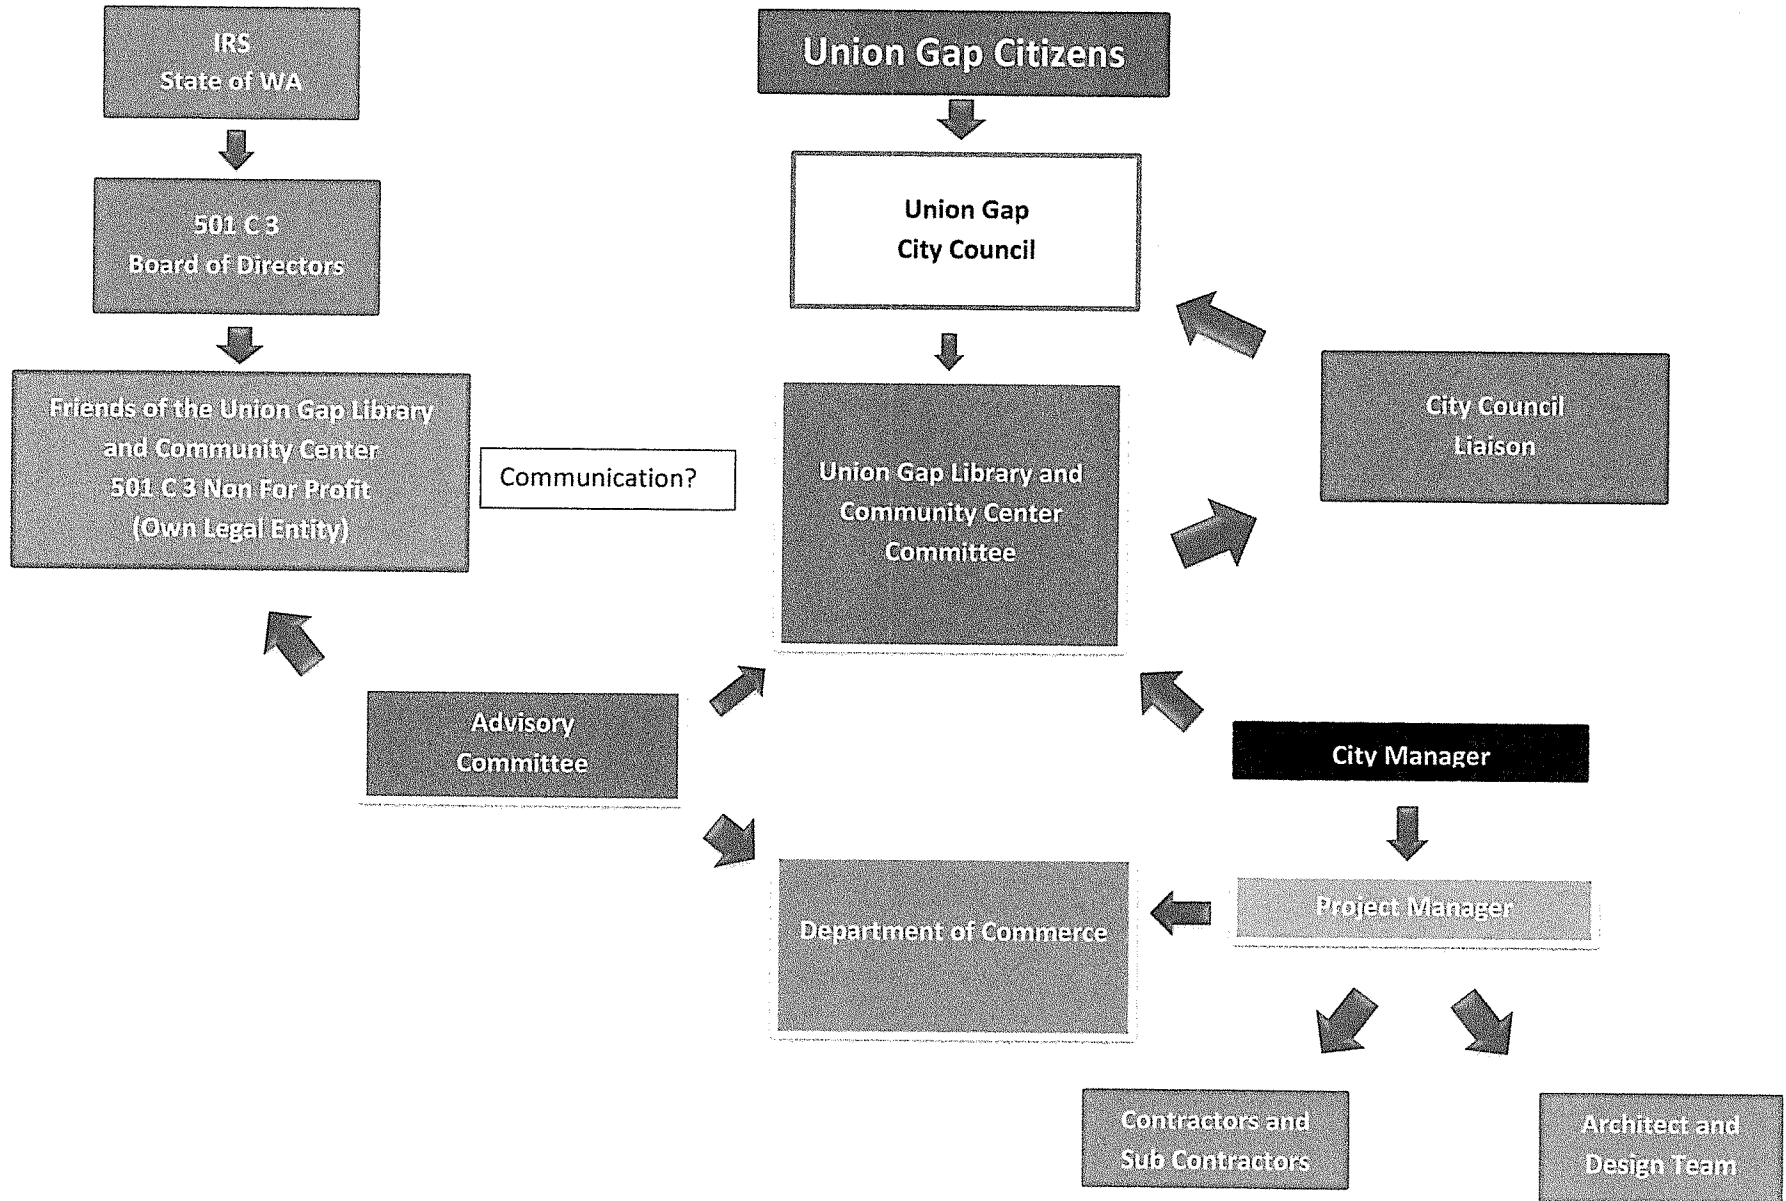 IRS
State of WA
Union Gap Citizens
501 C 3
Board of Directors
Union Gap
City Council
Friends of the Union Gap Library
and Community Center
501 C 3 Non For Profit
(Own Legal Entity)
Communication?
Union Gap Library and
Community Center
Committee
City Council
Liaison
Advisory
Committee
City Manager
Department of Commerce
Project Manager
Contractors and
Sub Contractors
Architect and
Design Team